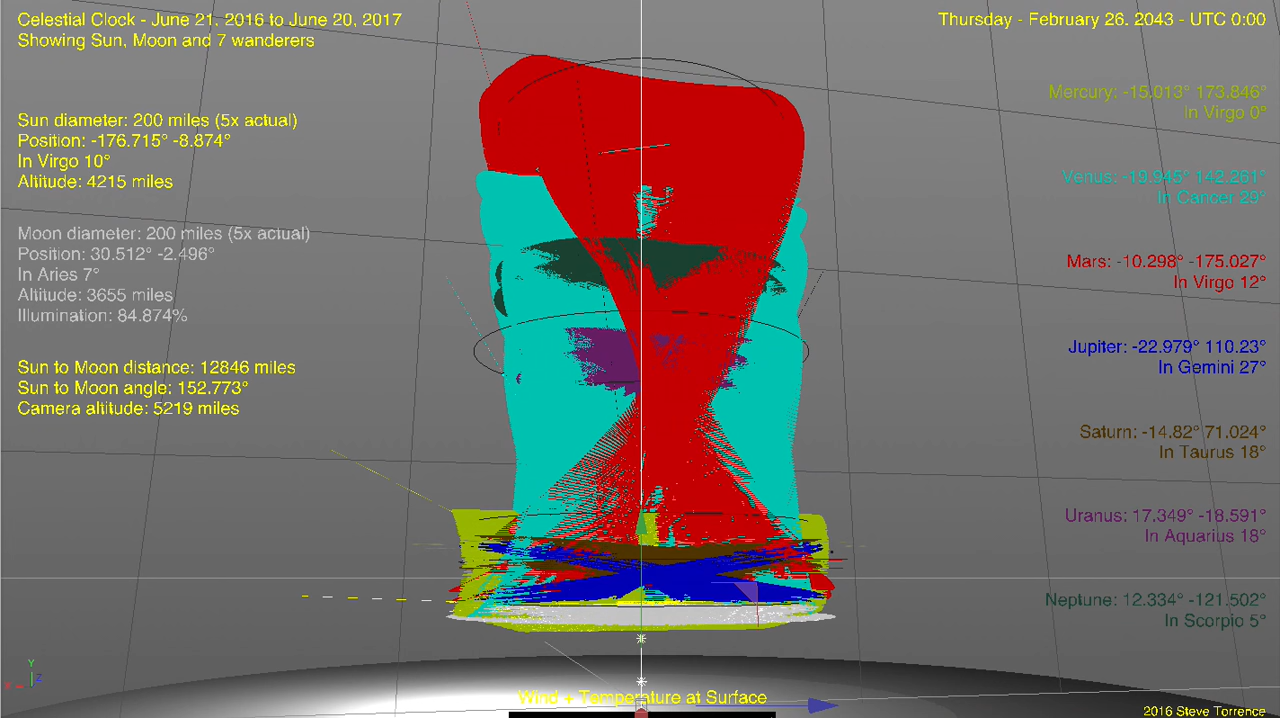 Celestial Clock - June 21. 2016 to June 20, 2017
Showing Sun, Moon and 7 wanderers
Thursday - February 26. 2043 - UTC 0:00
Sun diameter: 200 miles (5x actual)
Position: -176.715° -8.874°
In Virgo 10°
Altitude: 4215 miles
Moon diameter: 200 miles (5x actual)
Position: 30.512° -2.496°
In Aries 7°
Altitude: 3655 miles
Illumination: 84.874%
Sun to Moon distance: 12846 miles
Sun to Moon angle: 152.773°
Camera altitude: 5219 miles
Mercury: -15.013° 173.846°
In Virgo 0°
Venus: -19.945° 142.261°
In Cancer 29°
Mars: -10.298° -175.027°
In Virgo 12°
Jupiter: -22.979° 110.23°
In Gemini 27°
Saturn: -14.82° 71.024°
In Taurus 18°
Uranus: 17.349° -18.591°
In Aquarius 18°
Neptune: 12.334° -121.502°
In Scorpio 5°
Y
X
Z
Wind + Temperature at Surface
2016 Steve Torrence